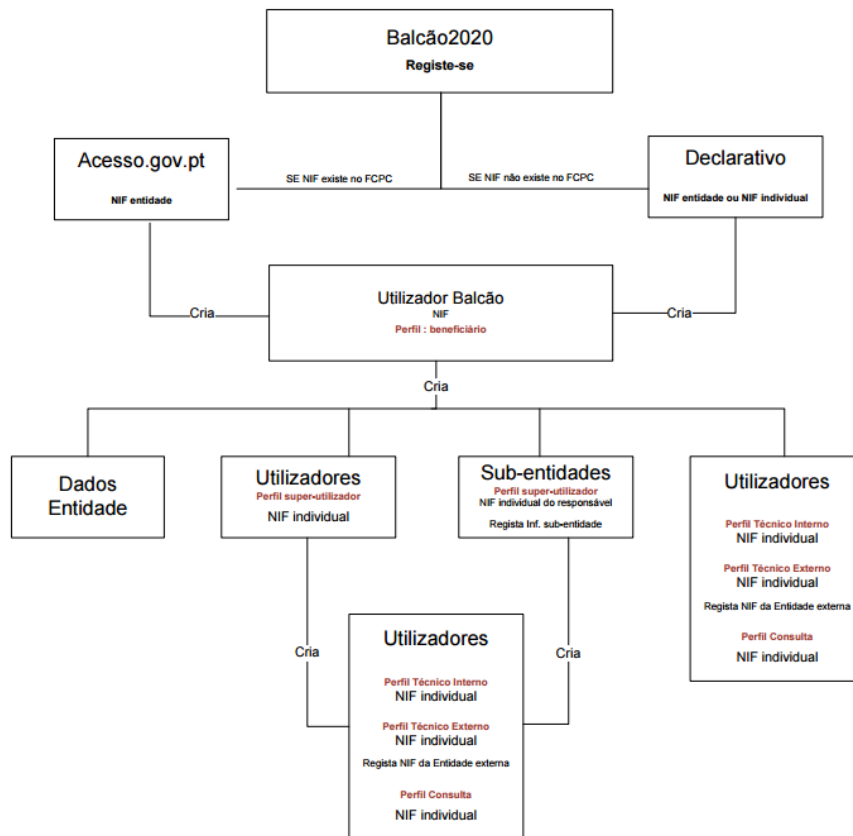 Balcão2020
Registe-se
Acesso.gov.pt
NIF entidade
SE NIF existe no FCPC
SE NIF não existe no FCPC
Declarativo
NIF entidade ou NIF individual
Cria
Utilizador Balcão
NIF
Perfil : beneficiário
Cria
Cria
Dados
Entidade
Utilizadores
Perfil super-utilizador
NIF individual
Sub-entidades
Perfil super-utilizador
NIF individual do responsável
Regista Inf. sub-entidade
Utilizadores
Perfil Técnico Interno
NIF individual
Perfil Técnico Externo
NIF individual
Regista NIF da Entidade externa
Perfil Consulta
NIF individual
Cria
Utilizadores
Perfil Técnico Interno
NIF individual
Perfil Técnico Externo
NIF individual
Regista NIF da Entidade externa
Perfil Consulta
NIF individual
Cria